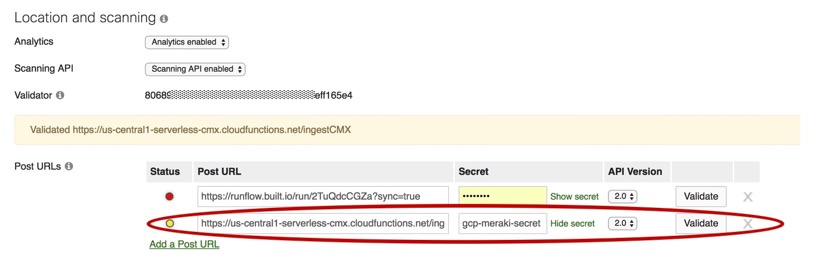 Location and scanning
Analytics Analytics enabled
Scanning API Scanning API enabled
Validator 8068 eff165e4
Validated https://us-central1-serverless-cmx.cloudfunctions.net/ingestCMX
Post URLs Status Post URL Secret API Version
https://runflow.built.io/run/2TuQdcCGZa?sync=true •••••••• Show secret 2.0 Validate X
https://us-central1-serverless-cmx.cloudfunctions.net/ing gcp-meraki-secret Hide secret 2.0 Validate X
Add a Post URL